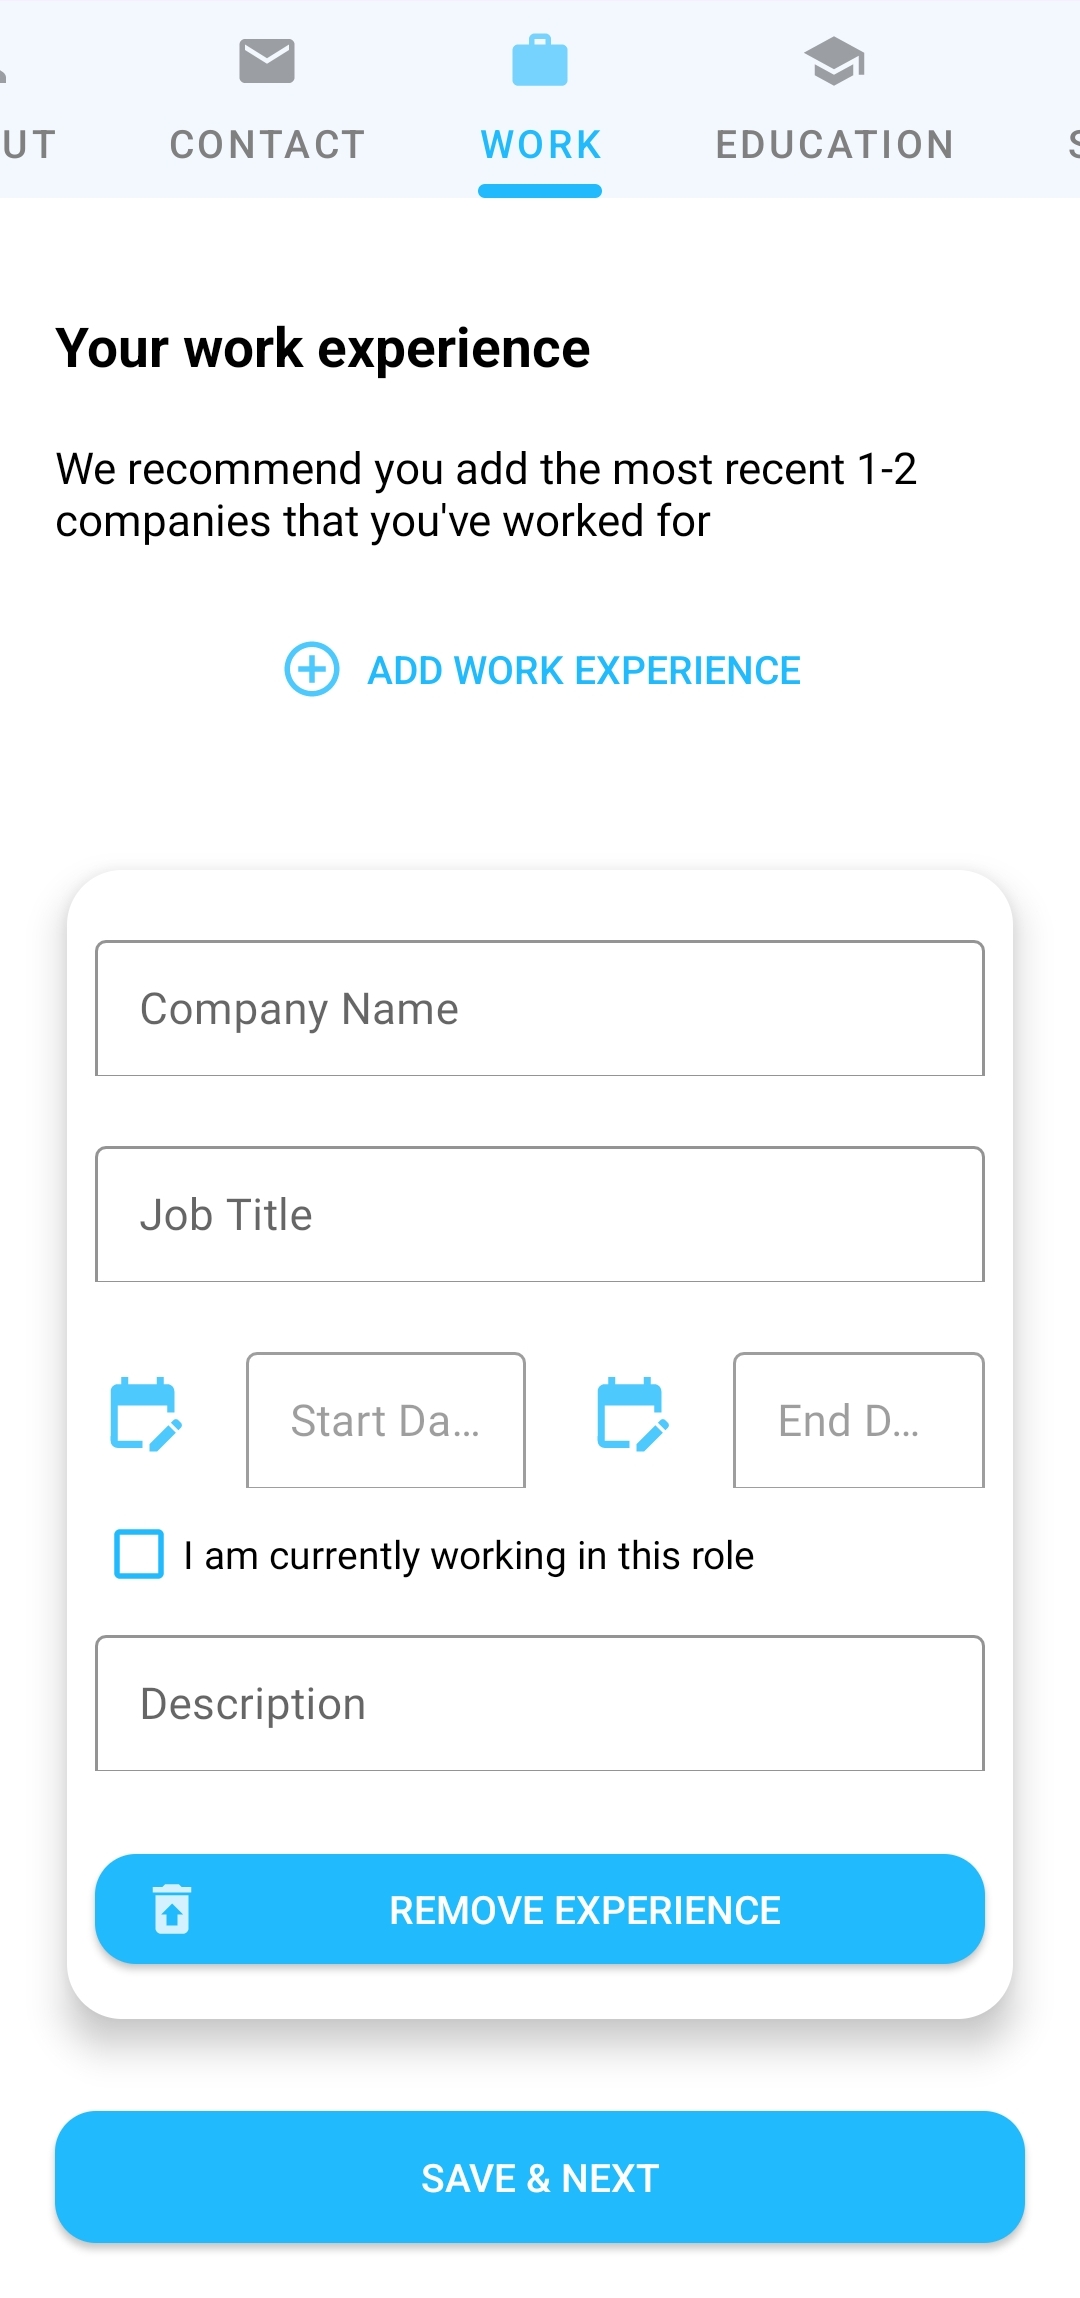 UT
CONTACT
WORK
EDUCATION
S
Your work experience
We recommend you add the most recent 1-2
companies that you've worked for
ADD WORK EXPERIENCE
Company Name
Job Title
Start Da...
End D...
I am currently working in this role
Description
REMOVE EXPERIENCE
SAVE & NEXT